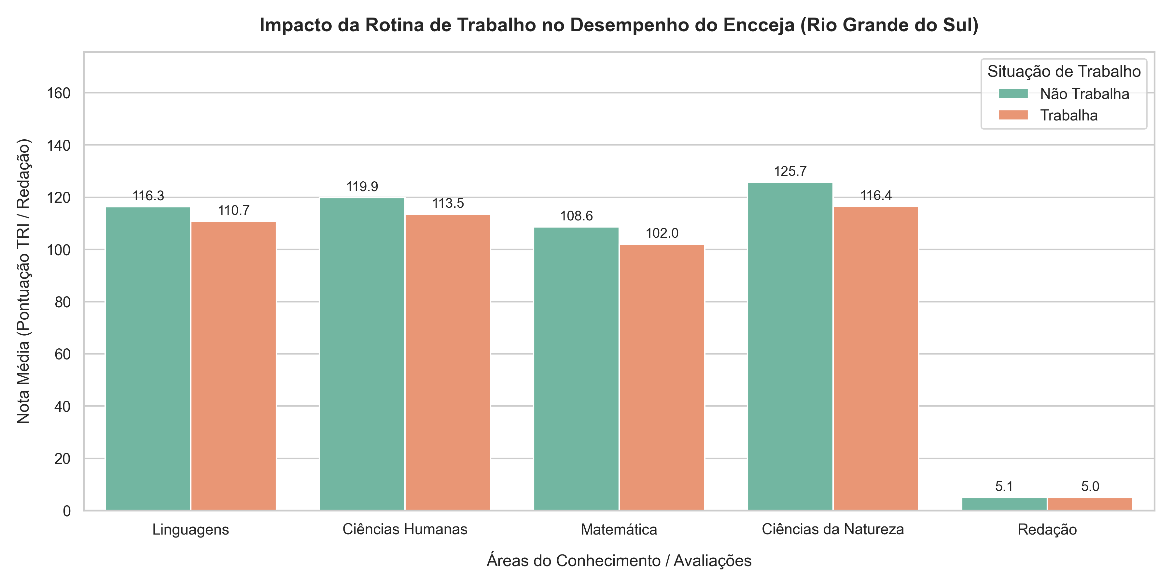 Impacto da Rotina de Trabalho no Desempenho do Encceja (Rio Grande do Sul)
Situação de Trabalho
Não Trabalha
Trabalha
Nota Média (Pontuação TRI / Redação)
160
140
120
100
80
60
40
20
0
116.3
110.7
119.9
113.5
108.6
102.0
125.7
116.4
5.1
5.0
Linguagens
Ciências Humanas
Matemática
Ciências da Natureza
Redação
Áreas do Conhecimento / Avaliações